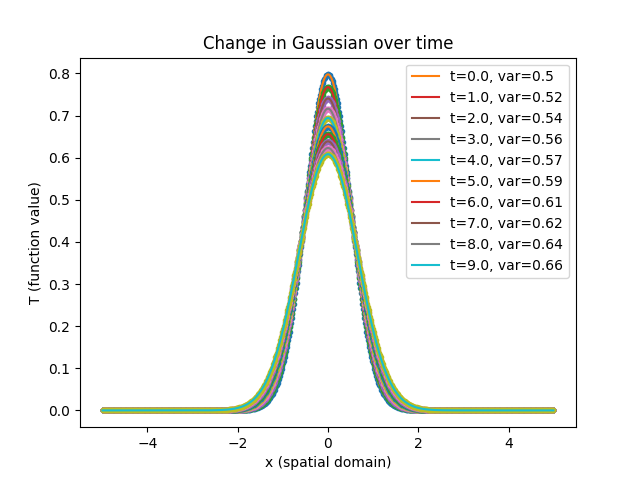 Change in Gaussian over time
T (function value)
0.8
0.7
0.6
0.5
0.4
0.3
0.2
0.1
0.0
t=0.0, var=0.5
t=1.0, var=0.52
t=2.0, var=0.54
t=3.0, var=0.56
t=4.0, var=0.57
t=5.0, var=0.59
t=6.0, var=0.61
t=7.0, var=0.62
t=8.0, var=0.64
t=9.0, var=0.66
−4 −2 0 2 4
x (spatial domain)